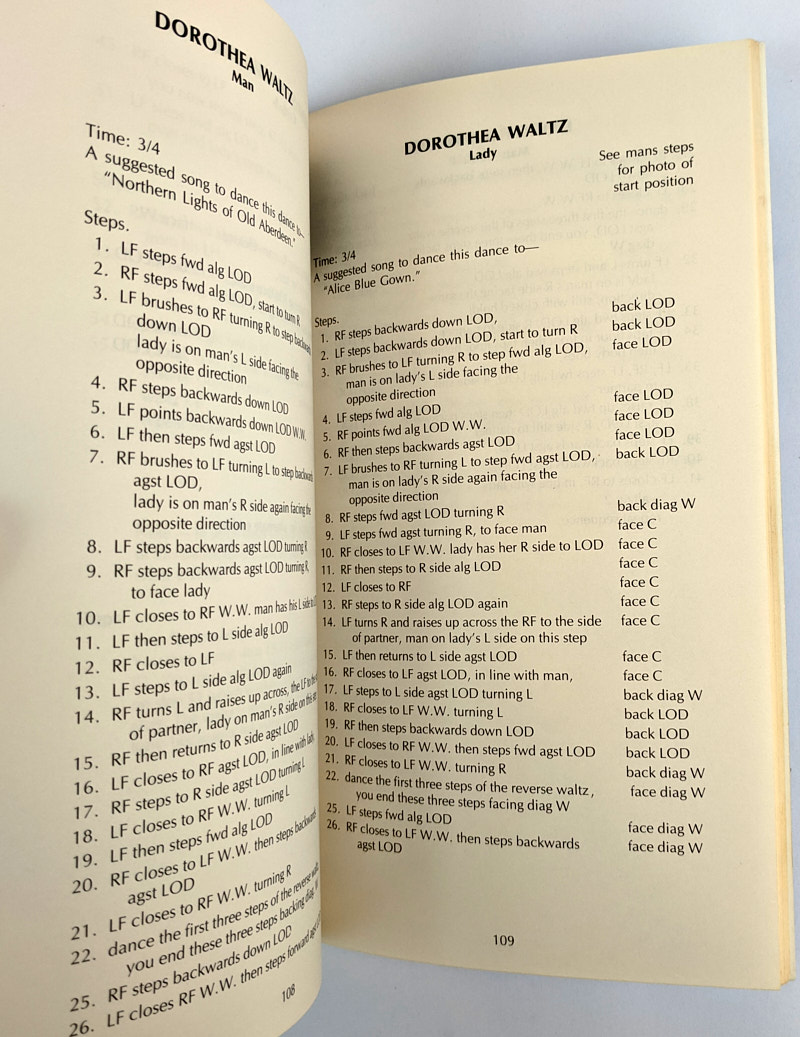 DOROTHEA WALTZ
Man
Time: 3/4
A suggested song to dance this dance to—
"Northern Lights of Old Aberdeen."
Steps.
1. LF steps fwd alg LOD
2. RF steps fwd alg LOD, start to turn R
3. LF brushes to RF turning R to step backwards
down LOD
lady is on man's L side facing the
opposite direction
4. RF steps backwards down LOD
5. LF points backwards down LOD W.W.
6. LF then steps fwd agst LOD
7. RF brushes to LF turning L to step backwards
agst LOD,
lady is on man's R side again facing the
opposite direction
8. LF steps backwards agst LOD turning R
9. RF steps backwards agst LOD turning R
to face lady
10. LF closes to RF W.W. man has his L side to
11. LF then steps to L side alg LOD
12. RF closes to LF
13. LF steps to L side alg LOD again
14. RF turns L and raises up across, the LF to the
of partner, lady on man's R side on this
15. RF then returns to R side agst LOD
16. LF closes to RF agst LOD, in line with lady
17. RF steps to R side agst LOD turning L
18. LF closes to RF W.W. turning L
19. LF then steps fwd alg LOD
20. RF closes to LF W.W. then steps backwards
agst LOD
21. LF closes to RF W.W. turning R
22. dance the first three steps of the reverse waltz
you end these three steps backing diag. W
25. RF steps backwards down LOD
26. LF closes RF W.W. then steps forward agst
108
DOROTHEA WALTZ
Lady
See mans steps
for photo of
start position
Time: 3/4
A suggested song to dance this dance to—
"Alice Blue Gown."
Steps.
1. RF steps backwards down LOD, back LOD
2. LF steps backwards down LOD, start to turn R back LOD
3. RF brushes to LF turning R to step fwd alg LOD, face LOD
man is on lady's L side facing the
opposite direction
4. LF steps fwd alg LOD face LOD
5. RF points fwd alg LOD W.W. face LOD
6. RF then steps backwards agst LOD face LOD
7. LF brushes to RF turning L to step fwd agst LOD, back LOD
man is on lady's R side again facing the
opposite direction
8. RF steps fwd agst LOD turning R back diag W
9. LF steps fwd agst turning R, to face man face C
10. RF closes to LF W.W. lady has her R side to LOD face C
11. RF then steps to R side alg LOD face C
12. LF closes to RF face C
13. RF steps to R side alg LOD again face C
14. LF turns R and raises up across the RF to the side face C
of partner, man on lady's L side on this step
15. LF then returns to L side agst LOD face C
16. RF closes to LF agst LOD, in line with man, face C
17. LF steps to L side agst LOD turning L back diag W
18. RF closes to LF W.W. turning L back LOD
19. RF then steps backwards down LOD back LOD
20. LF closes to RF W.W. then steps fwd agst LOD back LOD
21. RF closes to LF W.W. turning R back diag W
22. dance the first three steps of the reverse waltz, face diag W
you end these three steps facing diag W
25. LF steps fwd alg LOD face diag W
26. RF closes to LF W.W. then steps backwards face diag W
agst LOD
109